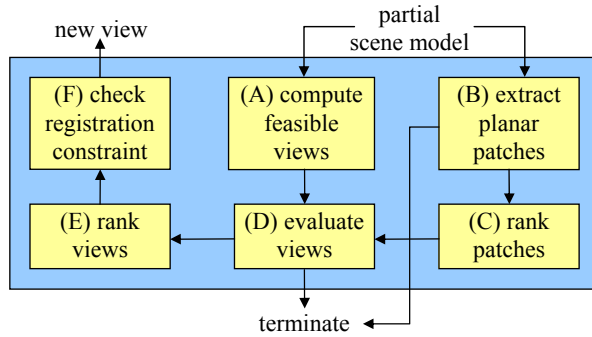 partial
scene model
new view
(F) check
registration
constraint
(A) compute
feasible
views
(B) extract
planar
patches
(E) rank
views
(D) evaluate
views
(C) rank
patches
terminate